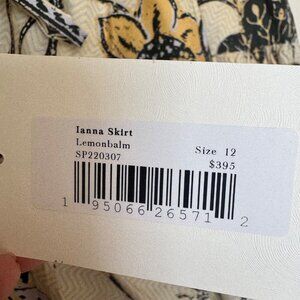 Ianna Skirt
Lemonbalm
SP220307
Size 12
$395
1 95066 26571 2